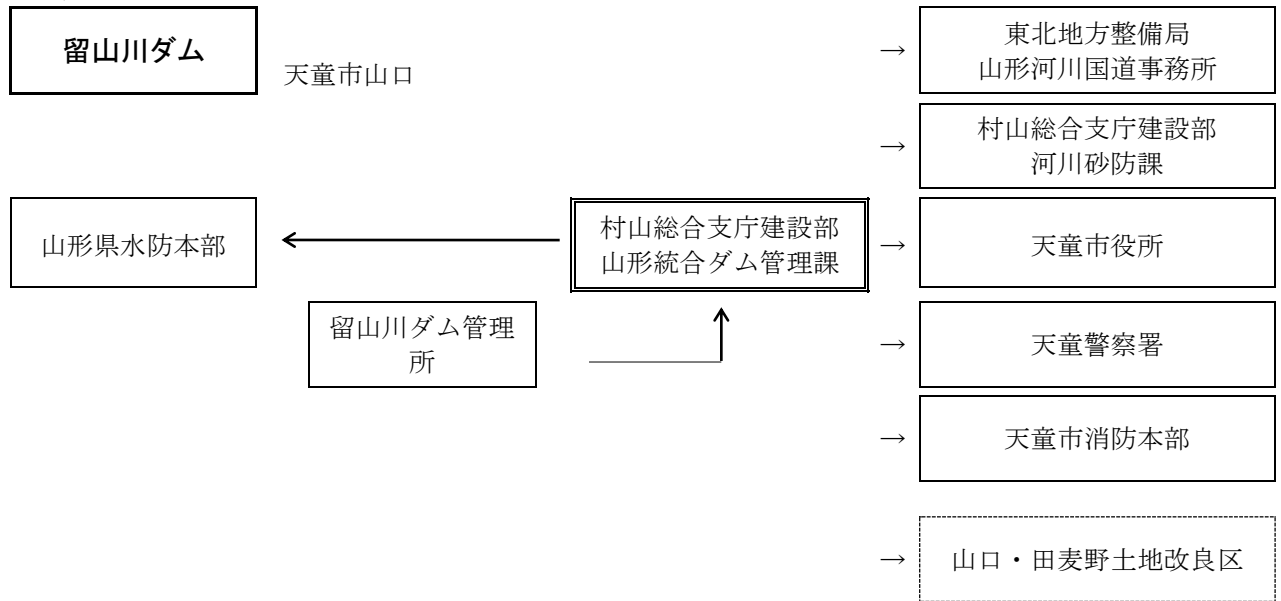 留山川ダム
天童市山口
→
東北地方整備局
山形河川国道事務所
→
村山総合支庁建設部
河川砂防課
山形県水防本部
村山総合支庁建設部
山形統合ダム管理課
→
天童市役所
留山川ダム管理
所
→
天童警察署
→
天童市消防本部
→
山口・田麦野土地改良区